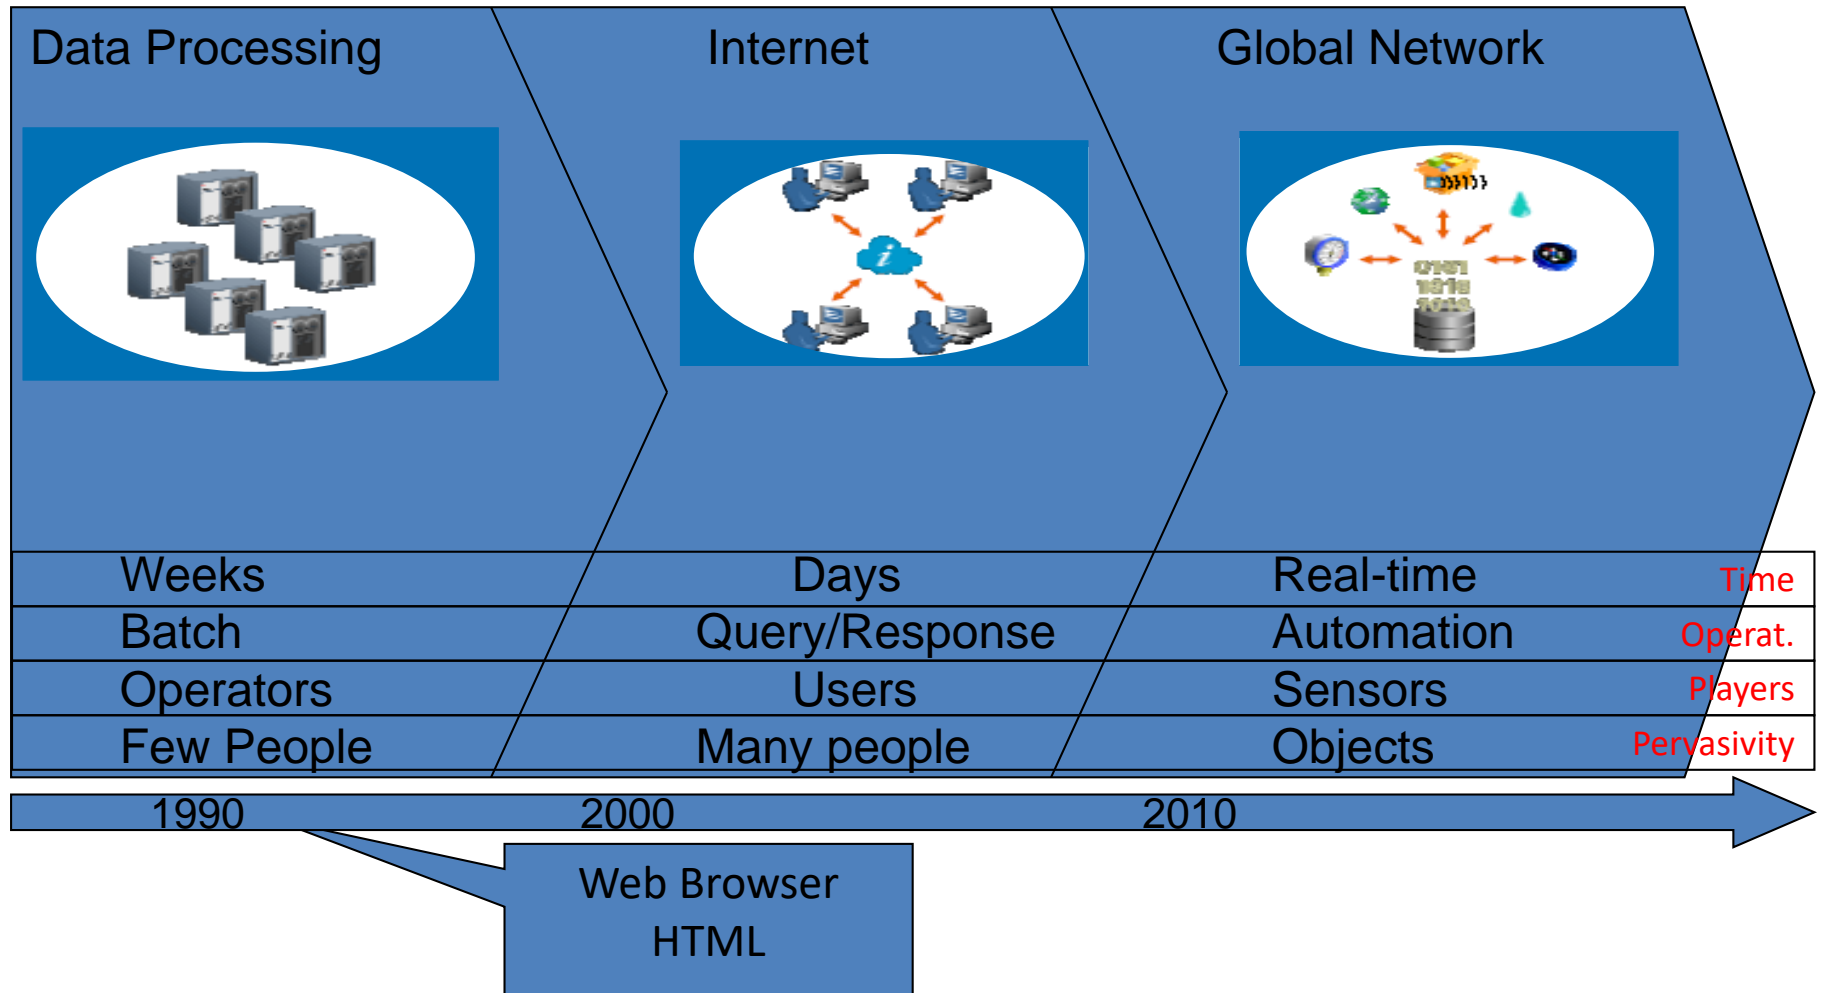 Data Processing
Internet
Global Network
i
Weeks
Days
Real-time
Time
Batch
Query/Response
Automation
Operat.
Operators
Users
Sensors
Players
Few People
Many people
Objects
Pervasivity
1990
2000
2010
Web Browser
HTML